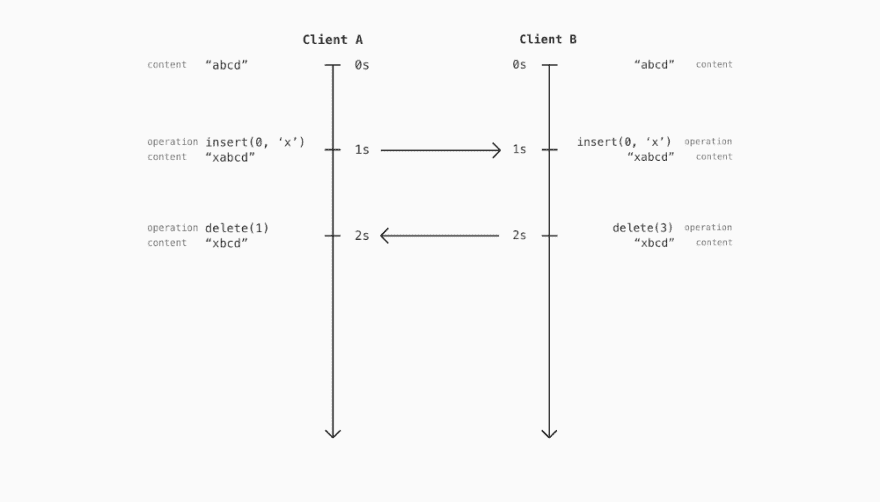 Client A Client B
content “abcd” 0s 0s “abcd” content
operation insert(0, ‘x’) insert(0, ‘x’) operation
1s 1s
content “xabcd” “xabcd” content
operation delete(1) delete(3) operation
2s 2s
content “xbcd” “xbcd” content